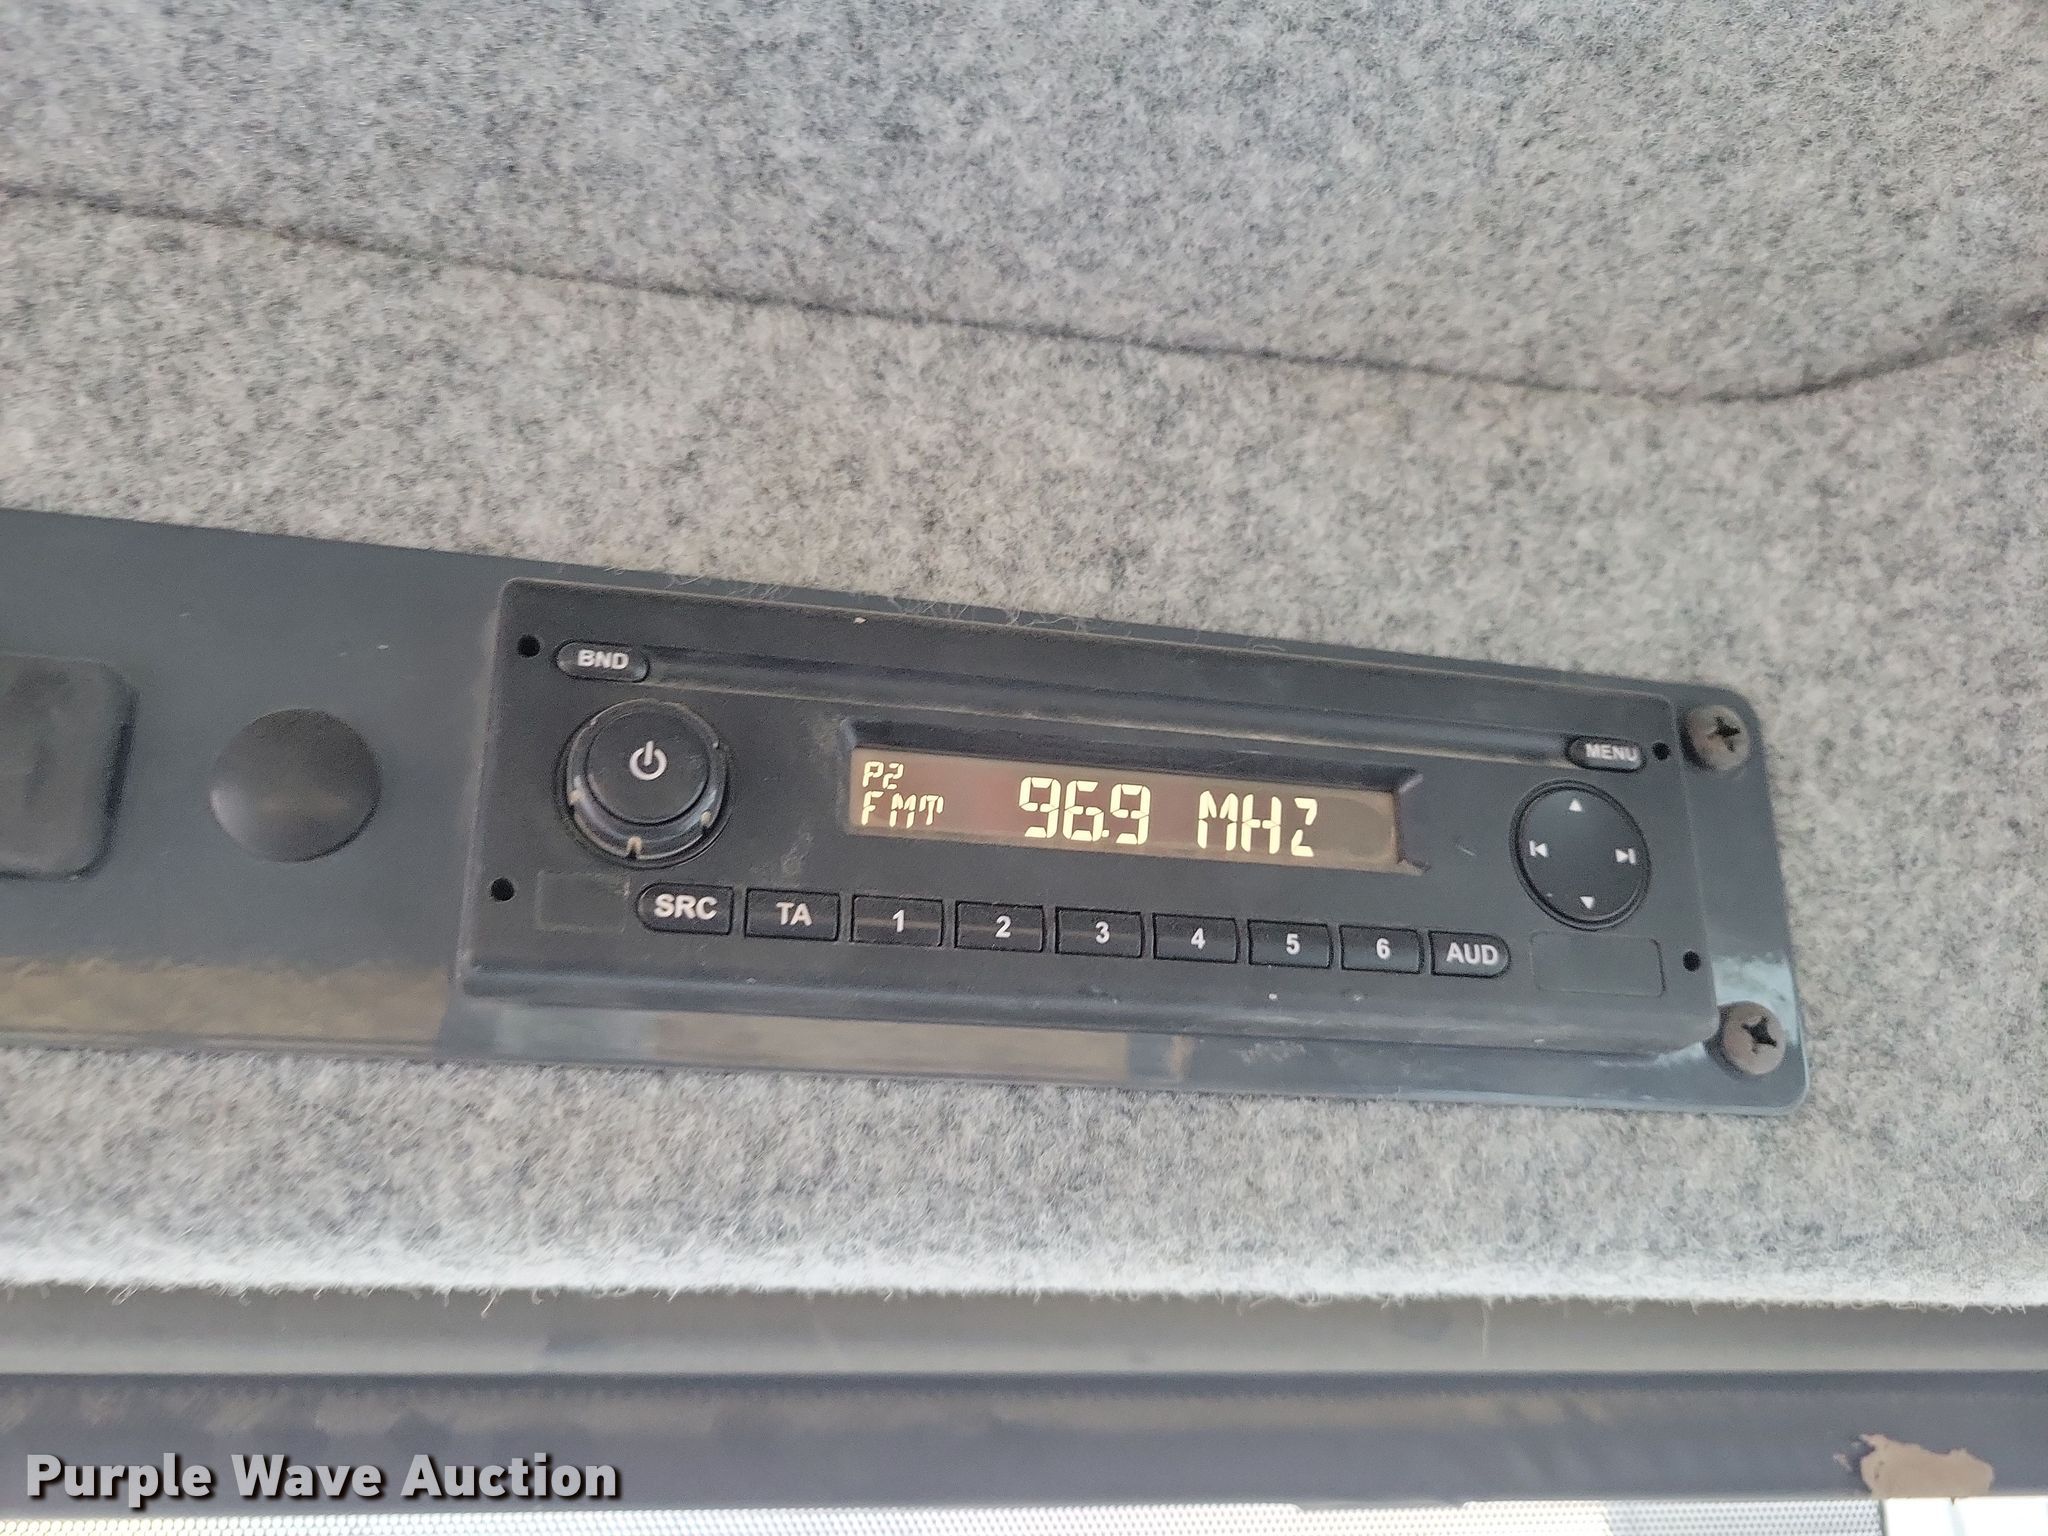 BND
MENU
P2
FMT 96.9 MHZ
SRC TA 1 2 3 4 5 6 AUD
Purple Wave Auction